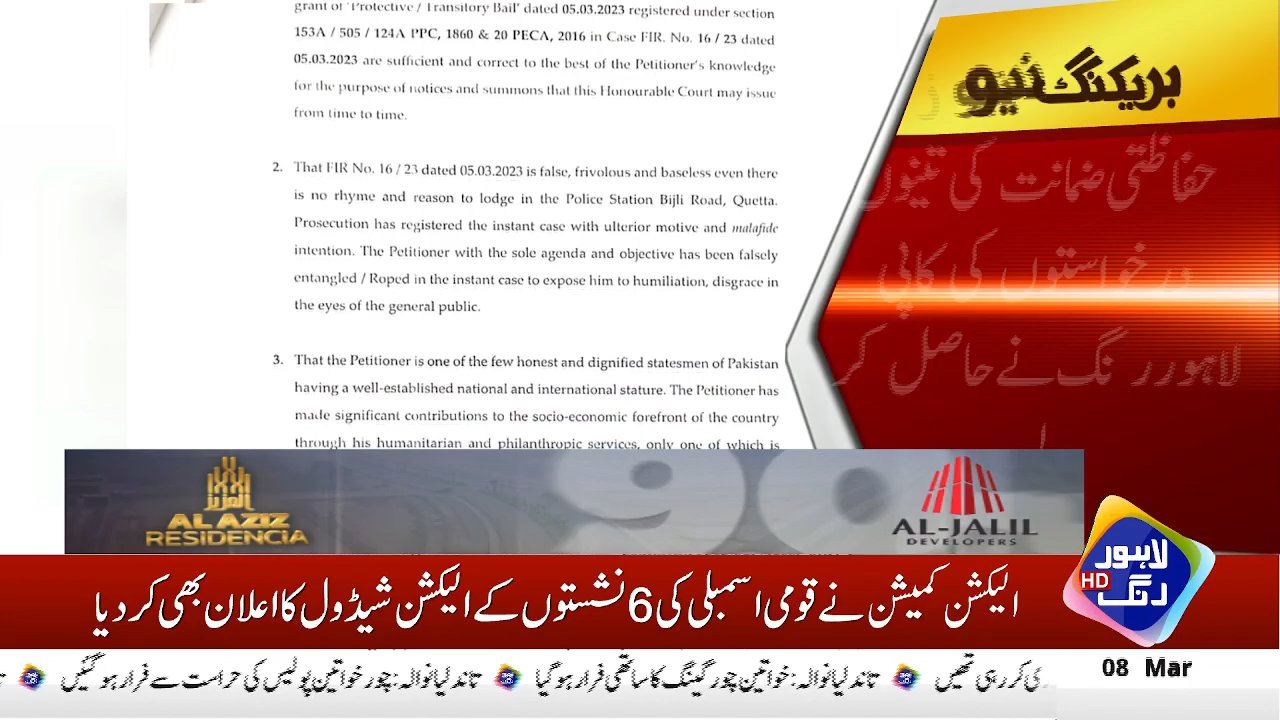 grant of 'Protective / Transitory Bail' dated 05.03.2023 registered under section
153A / 505 / 124A PPC, 1860 & 20 PECA, 2016 in Case FIR. No. 16 / 23 dated
05.03.2023 are sufficient and correct to the best of the Petitioner's knowledge
for the purpose of notices and summons that this Honourable Court may issue
from time to time.
2. That FIR No. 16 / 23 dated 05.03.2023 is false, frivolous and baseless even there
is no rhyme and reason to lodge in the Police Station Bijli Road, Quetta.
Prosecution has registered the instant case with ulterior motive and malafide
intention. The Petitioner with the sole agenda and objective has been falsely
entangled / Roped in the instant case to expose him to humiliation, disgrace in
the eyes of the general public.
3. That the Petitioner is one of the few honest and dignified statesmen of Pakistan
having a well-established national and international stature. The Petitioner has
made significant contributions to the socio-economic forefront of the country
through his humanitarian and philanthropic services, only one of which is
بریکنگ نیو
حفاظتی ضمانت کی تینوں
درخواستوں کی کاپی
لاہور رنگ نے حاصل کر
العزیز
AL AZIZ
RESIDENCIA
90
AL-JALIL
DEVELOPERS
لاہور
HD
رنگ
الیکشن کمیشن نے قومی اسمبلی کی 6 نشستوں کے الیکشن شیڈول کا اعلان بھی کر دیا
ی کر رہی تھیں تاندلیانوالہ: خواتین چور گینگ کا ساتھی فرار ہو گیا تاندلیانوالہ: چور خواتین پولیس کی حراست سے فرار ہو گئیں
08 Mar